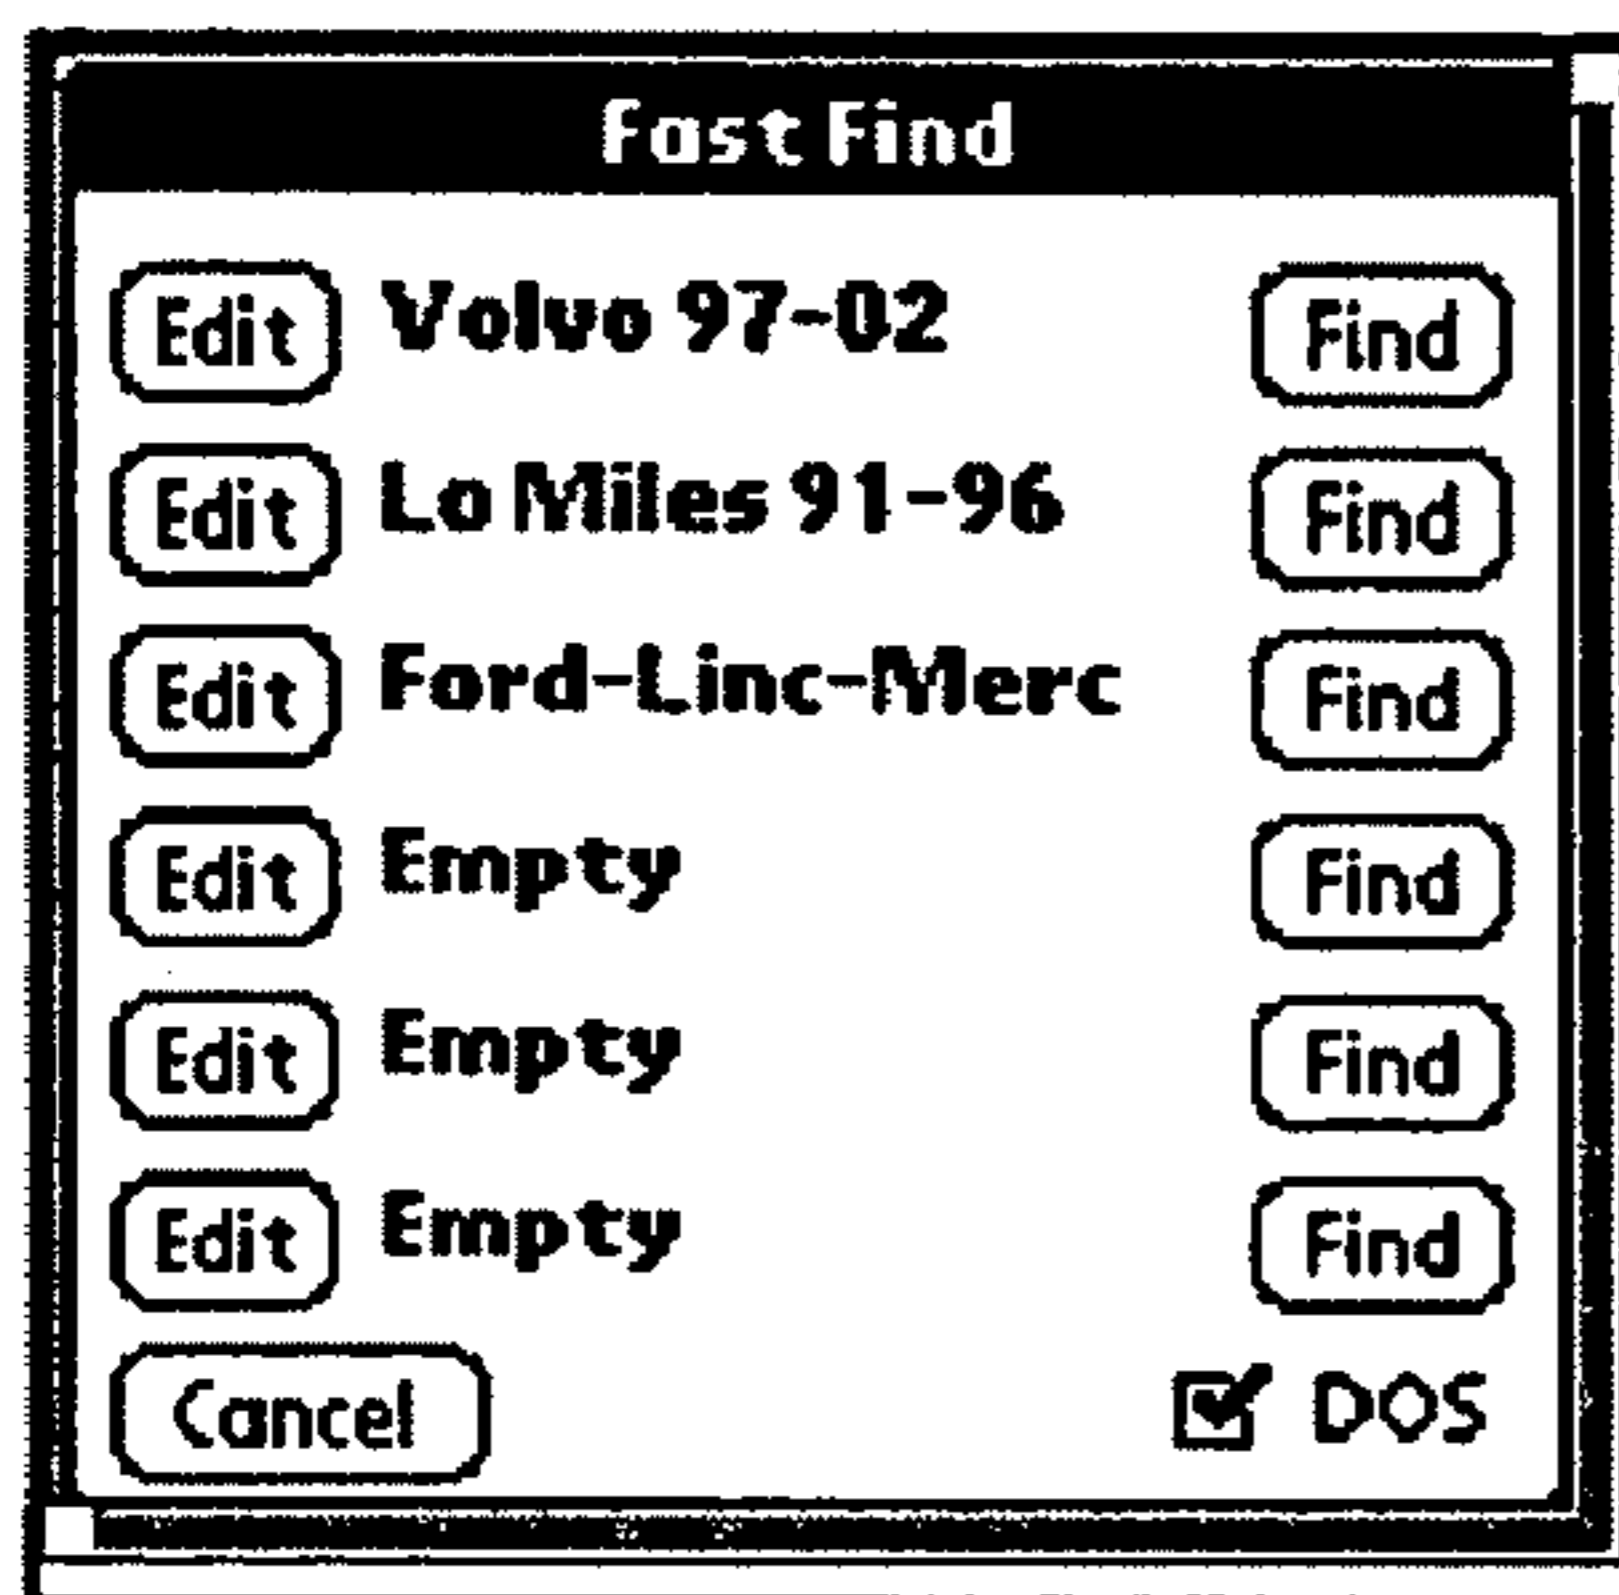 Fast Find
Edit Volvo 97-02 Find
Edit Lo Miles 91-96 Find
Edit Ford-Linc-Merc Find
Edit Empty Find
Edit Empty Find
Edit Empty Find
Cancel DOS